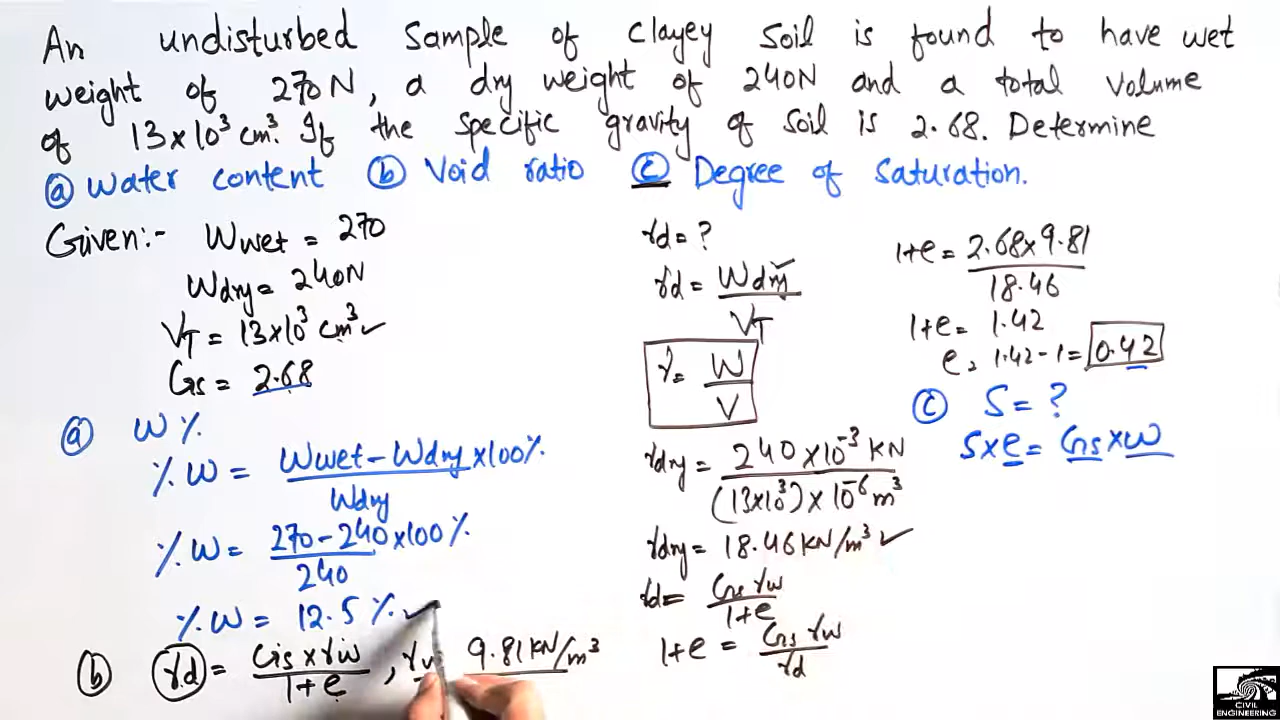 An undisturbed sample of clayey soil is found to have wet
weight of 270N, a dry weight of 240N and a total volume
of 13×10³ cm³. If the specific gravity of soil is 2.68. Determine
(a) Water content (b) Void ratio (c) Degree of saturation.
Given:- Wwet = 270
Wdry = 240N
VT = 13×10³ cm³ ✓
Gs = 2.68
(a) W%
%W = Wwet-Wdry/Wdry ×100%
%W = 270-240/240 ×100%
%W = 12.5% ✓
(b) γd = Gs×γw/1+e , γw 9.81 kN/m³
γd = ?
γd = Wdry/VT
γ = W/V
γdry = 240×10⁻³ KN/(13×10³)×10⁻⁶ m³
γdry = 18.46 KN/m³ ✓
γd = Gs γw/1+e
1+e = Gs γw/γd
1+e = 2.68×9.81/18.46
1+e = 1.42
e = 1.42-1 = 0.42
(c) S = ?
S×e = Gs×w
CIVIL
ENGINEERING